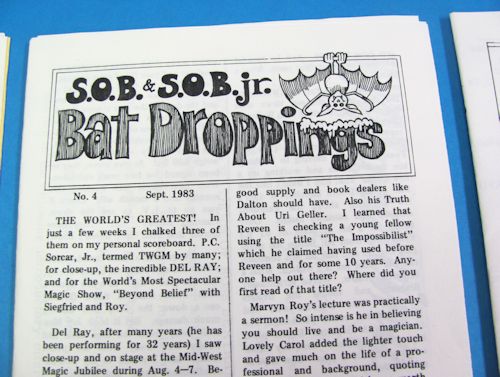 S.O.B. & S.O.B. jr.
Bat Droppings
No. 4 Sept. 1983
THE WORLD'S GREATEST! In
just a few weeks I chalked three of
them on my personal scoreboard. P.C.
Sorcar, Jr., termed TWGM by many;
for close-up, the incredible DEL RAY;
and for the World's Most Spectacular
Magic Show, "Beyond Belief" with
Siegfried and Roy.
Del Ray, after many years (he has
been performing for 32 years) I saw
close-up and on stage at the Mid-West
Magic Jubilee during Aug. 4–7. Be-
good supply and book dealers like
Dalton should have. Also his Truth
About Uri Geller. I learned that
Reveen is checking a young fellow
using the title "The Impossibilist"
which he claimed having used before
Reveen and for some 10 years. Any-
one help out there? Where did you
first read of that title?
Marvyn Roy's lecture was practically
a sermon! So intense is he in believing
you should live and be a magician.
Lovely Carol added the lighter touch
and gave much on the life of a pro-
fessional and background, quoting